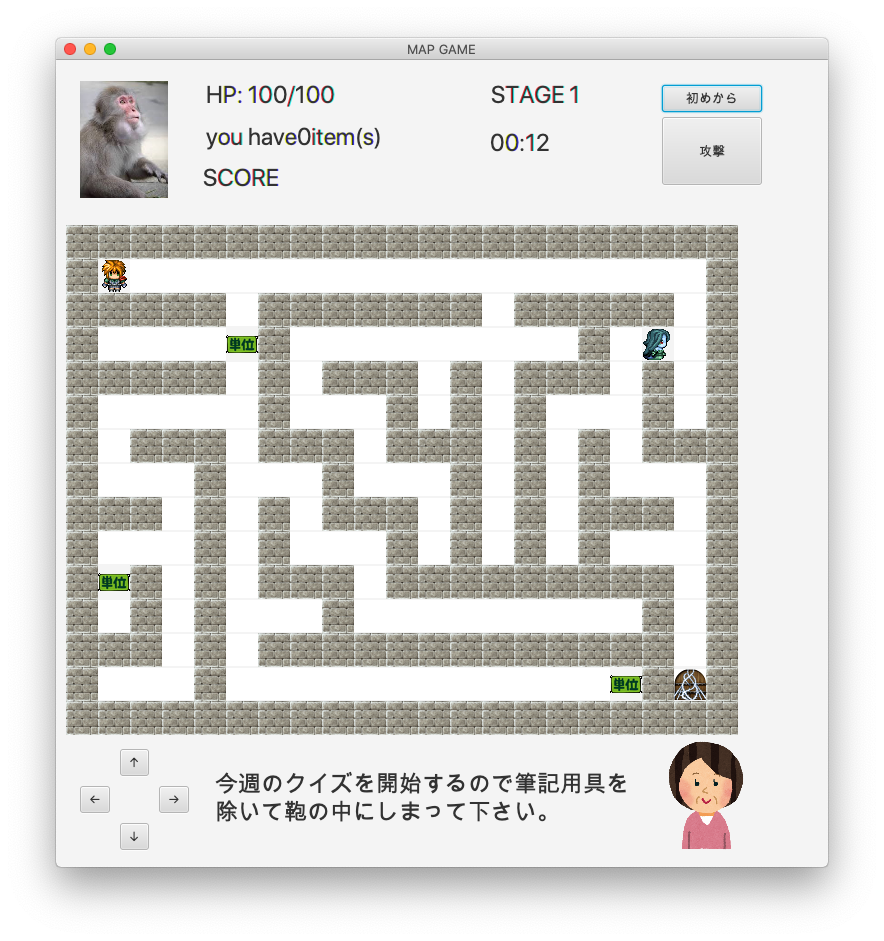 MAP GAME
HP: 100/100
STAGE 1
初めから
you have0item(s)
00:12
攻撃
SCORE
単位
単位
単位
↑
←
→
↓
今週のクイズを開始するので筆記用具を
除いて鞄の中にしまって下さい。